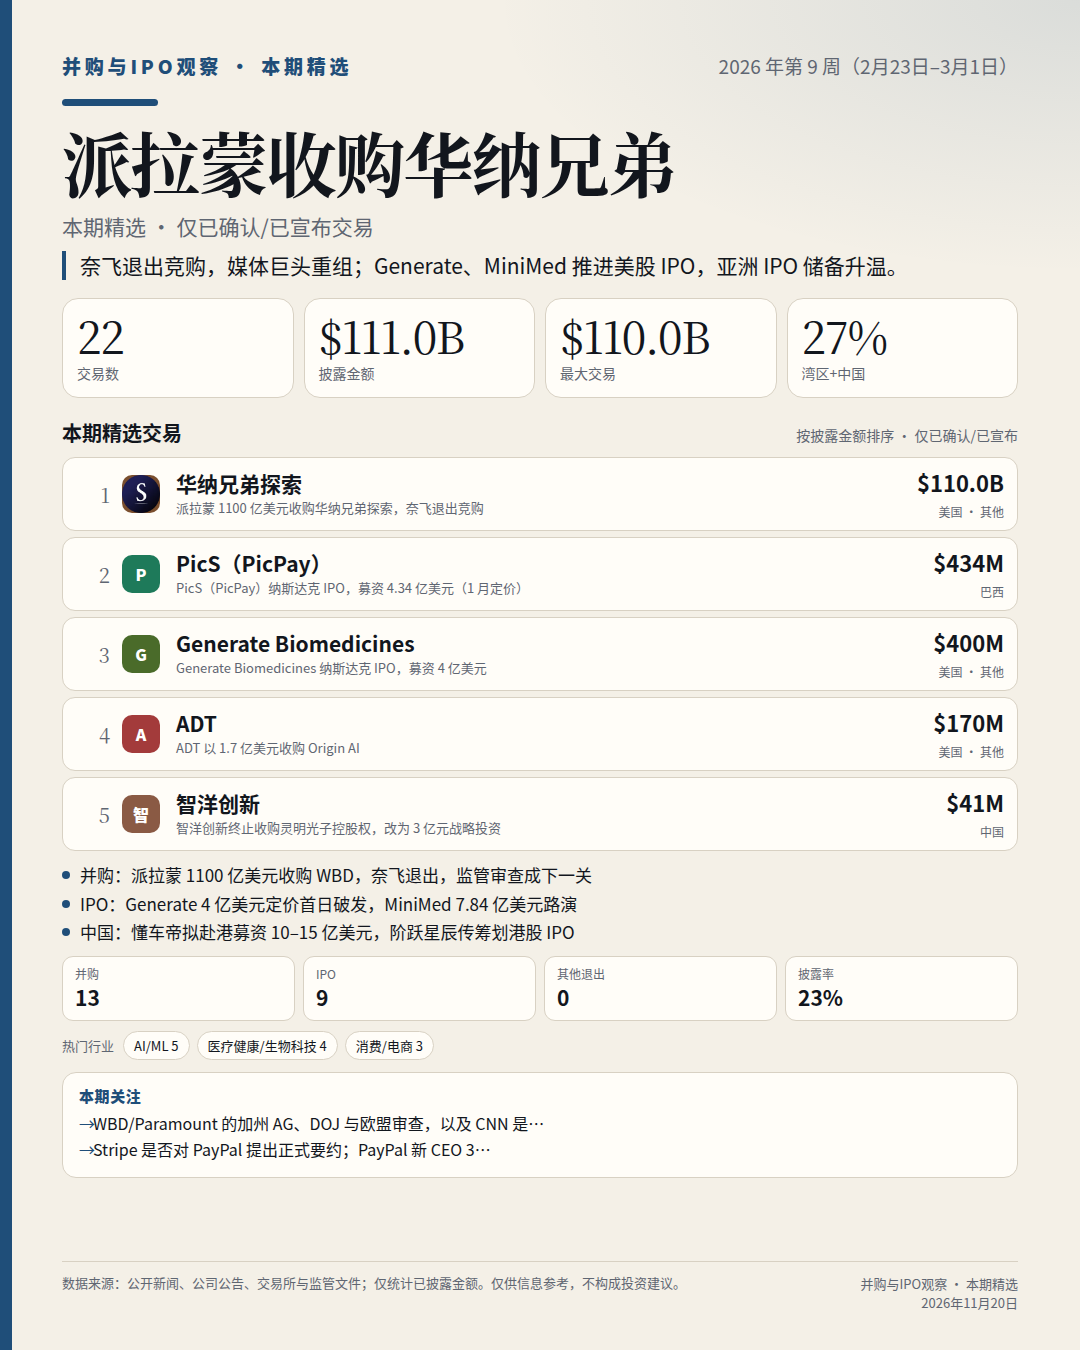 并购与IPO观察 · 本期精选
2026 年第 9 周（2月23日–3月1日）
派拉蒙收购华纳兄弟
本期精选 · 仅已确认/已宣布交易
奈飞退出竞购，媒体巨头重组；Generate、MiniMed 推进美股 IPO，亚洲 IPO 储备升温。
22
交易数
$111.0B
披露金额
$110.0B
最大交易
27%
湾区+中国
本期精选交易
按披露金额排序 · 仅已确认/已宣布
1
S
华纳兄弟探索
派拉蒙 1100 亿美元收购华纳兄弟探索，奈飞退出竞购
$110.0B
美国 · 其他
2
P
PicS（PicPay）
PicS（PicPay）纳斯达克 IPO，募资 4.34 亿美元（1 月定价）
$434M
巴西
3
G
Generate Biomedicines
Generate Biomedicines 纳斯达克 IPO，募资 4 亿美元
$400M
美国 · 其他
4
A
ADT
ADT 以 1.7 亿美元收购 Origin AI
$170M
美国 · 其他
5
智
智洋创新
智洋创新终止收购灵明光子控股权，改为 3 亿元战略投资
$41M
中国
并购：派拉蒙 1100 亿美元收购 WBD，奈飞退出，监管审查成下一关
IPO：Generate 4 亿美元定价首日破发，MiniMed 7.84 亿美元路演
中国：懂车帝拟赴港募资 10–15 亿美元，阶跃星辰传筹划港股 IPO
并购
13
IPO
9
其他退出
0
披露率
23%
热门行业
AI/ML 5
医疗健康/生物科技 4
消费/电商 3
本期关注
→WBD/Paramount 的加州 AG、DOJ 与欧盟审查，以及 CNN 是…
→Stripe 是否对 PayPal 提出正式要约；PayPal 新 CEO 3…
数据来源：公开新闻、公司公告、交易所与监管文件；仅统计已披露金额。仅供信息参考，不构成投资建议。
并购与IPO观察 · 本期精选
2026年11月20日